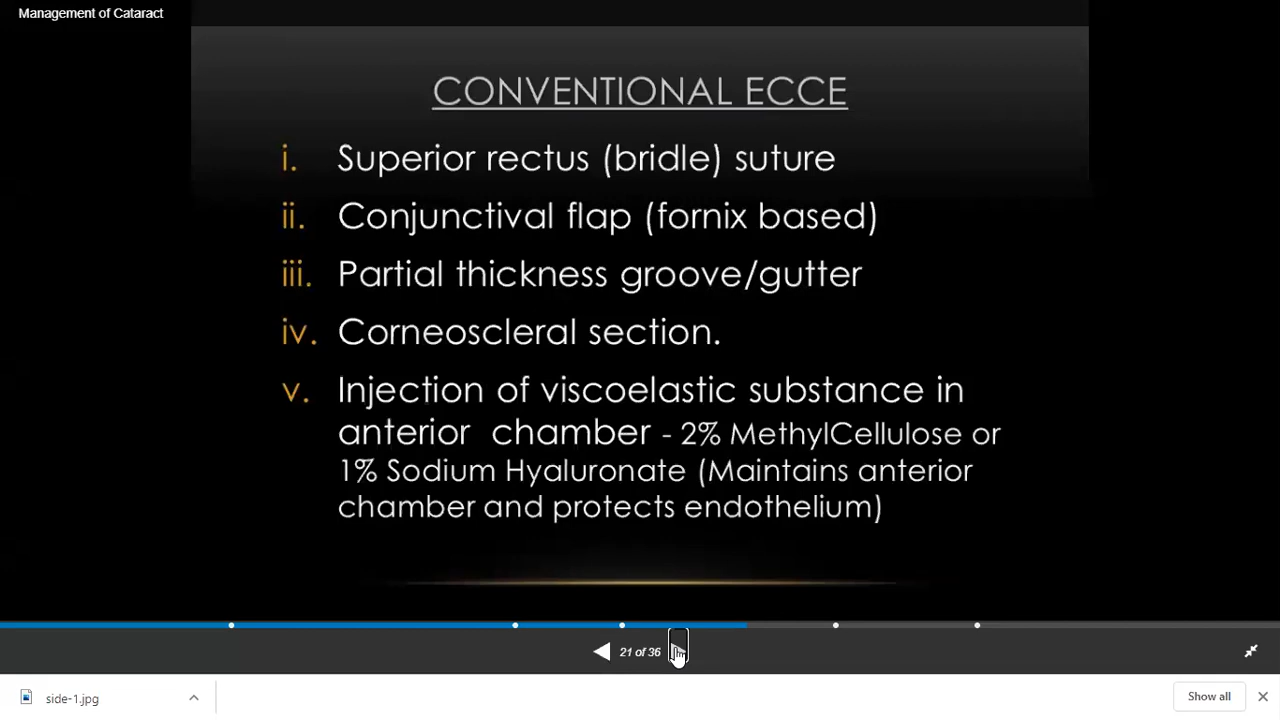 Management of Cataract
CONVENTIONAL ECCE
i. Superior rectus (bridle) suture
ii. Conjunctival flap (fornix based)
iii. Partial thickness groove/gutter
iv. Corneoscleral section.
v. Injection of viscoelastic substance in
anterior chamber - 2% MethylCellulose or
1% Sodium Hyaluronate (Maintains anterior
chamber and protects endothelium)
21 of 36
side-1.jpg
Show all